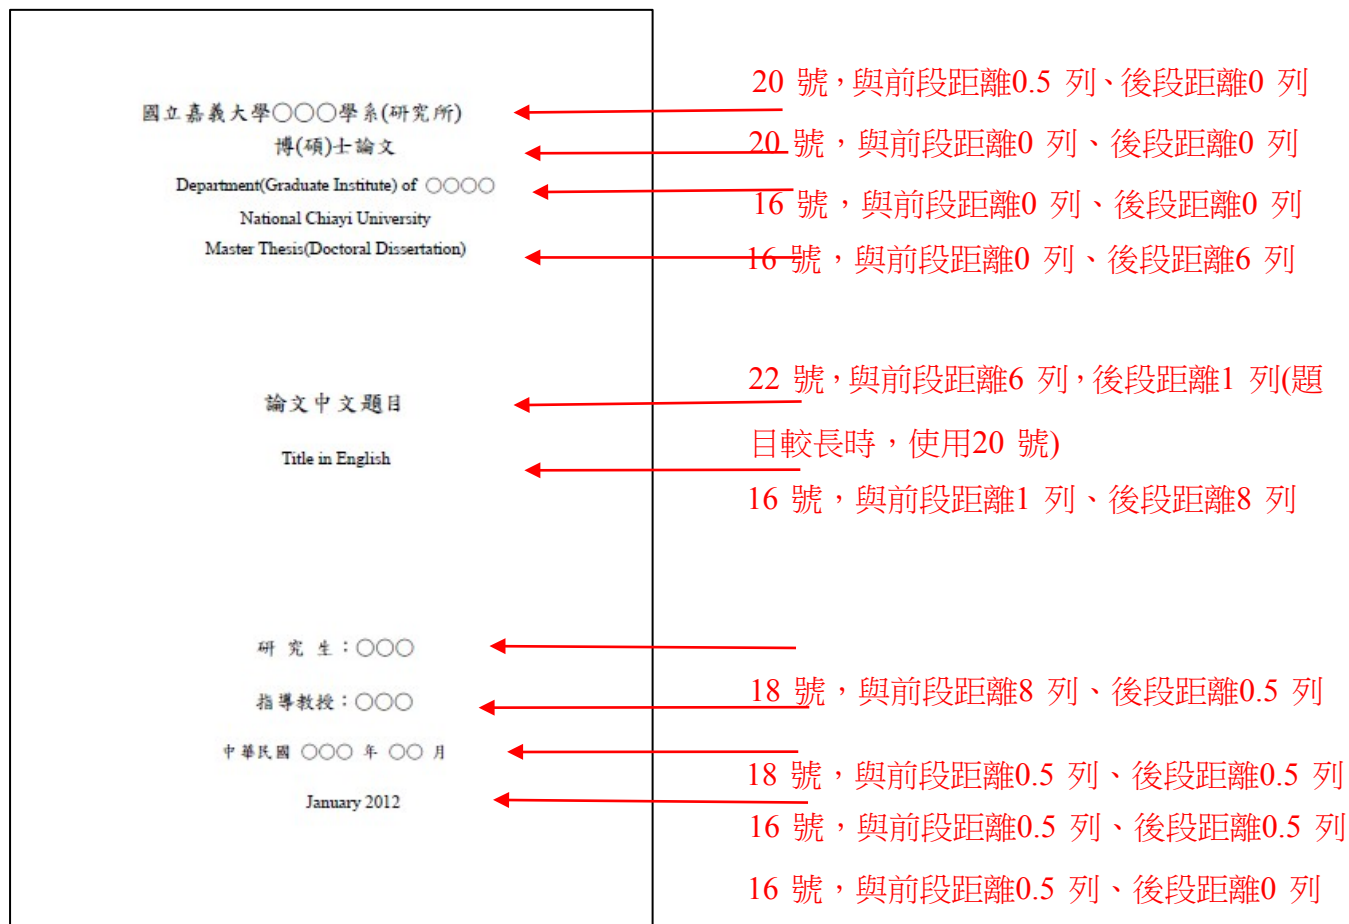 國立嘉義大學○○○學系(研究所)
博(碩)士論文
Department(Graduate Institute) of ○○○○
National Chiayi University
Master Thesis(Doctoral Dissertation)
論文中文題目
Title in English
研 究 生：○○○
指導教授：○○○
中華民國 ○○○ 年 ○○ 月
January 2012
20 號，與前段距離0.5 列、後段距離0 列
20 號，與前段距離0 列、後段距離0 列
16 號，與前段距離0 列、後段距離0 列
16 號，與前段距離0 列、後段距離6 列
22 號，與前段距離6 列，後段距離1 列(題
目較長時，使用20 號)
16 號，與前段距離1 列、後段距離8 列
18 號，與前段距離8 列、後段距離0.5 列
18 號，與前段距離0.5 列、後段距離0.5 列
16 號，與前段距離0.5 列、後段距離0.5 列
16 號，與前段距離0.5 列、後段距離0 列